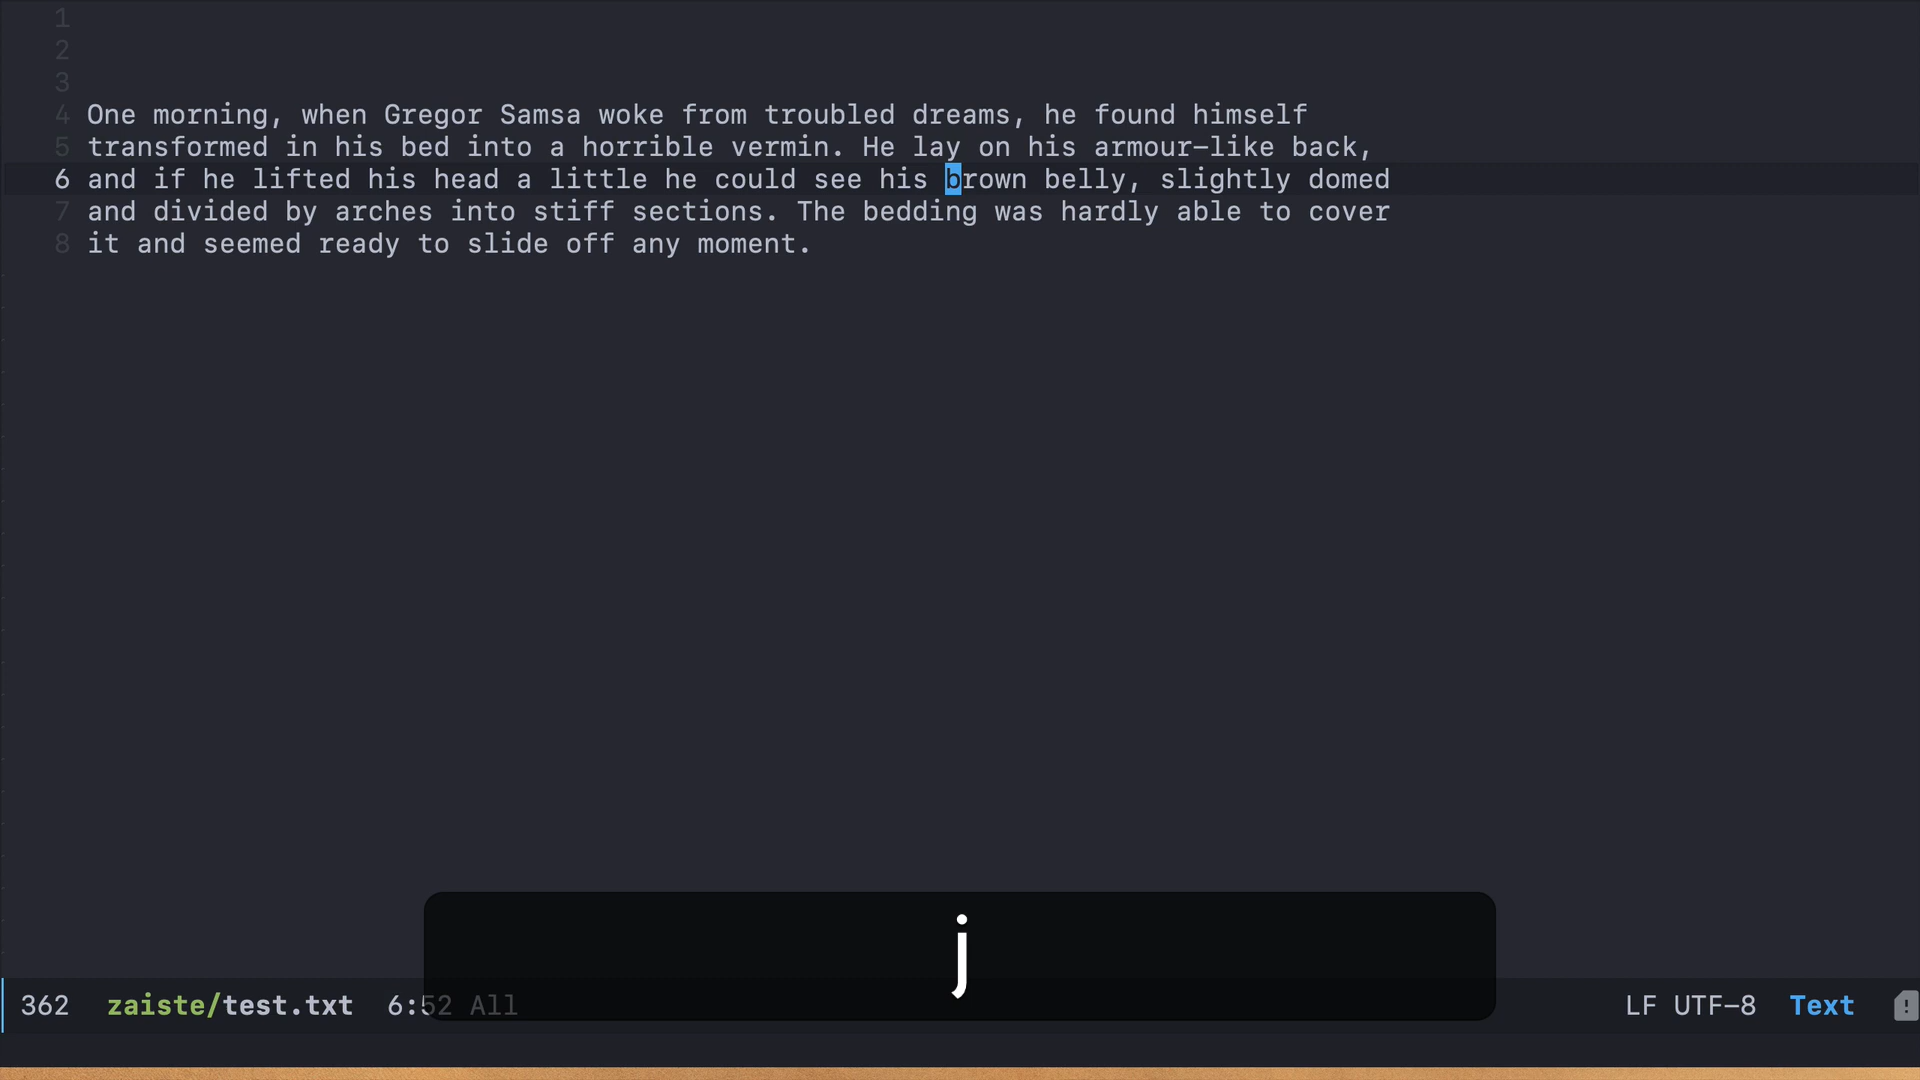 1
2
3
4 One morning, when Gregor Samsa woke from troubled dreams, he found himself
5 transformed in his bed into a horrible vermin. He lay on his armour-like back,
6 and if he lifted his head a little he could see his brown belly, slightly domed
7 and divided by arches into stiff sections. The bedding was hardly able to cover
8 it and seemed ready to slide off any moment.
j
362 zaiste/test.txt 6:52 All LF UTF-8 Text